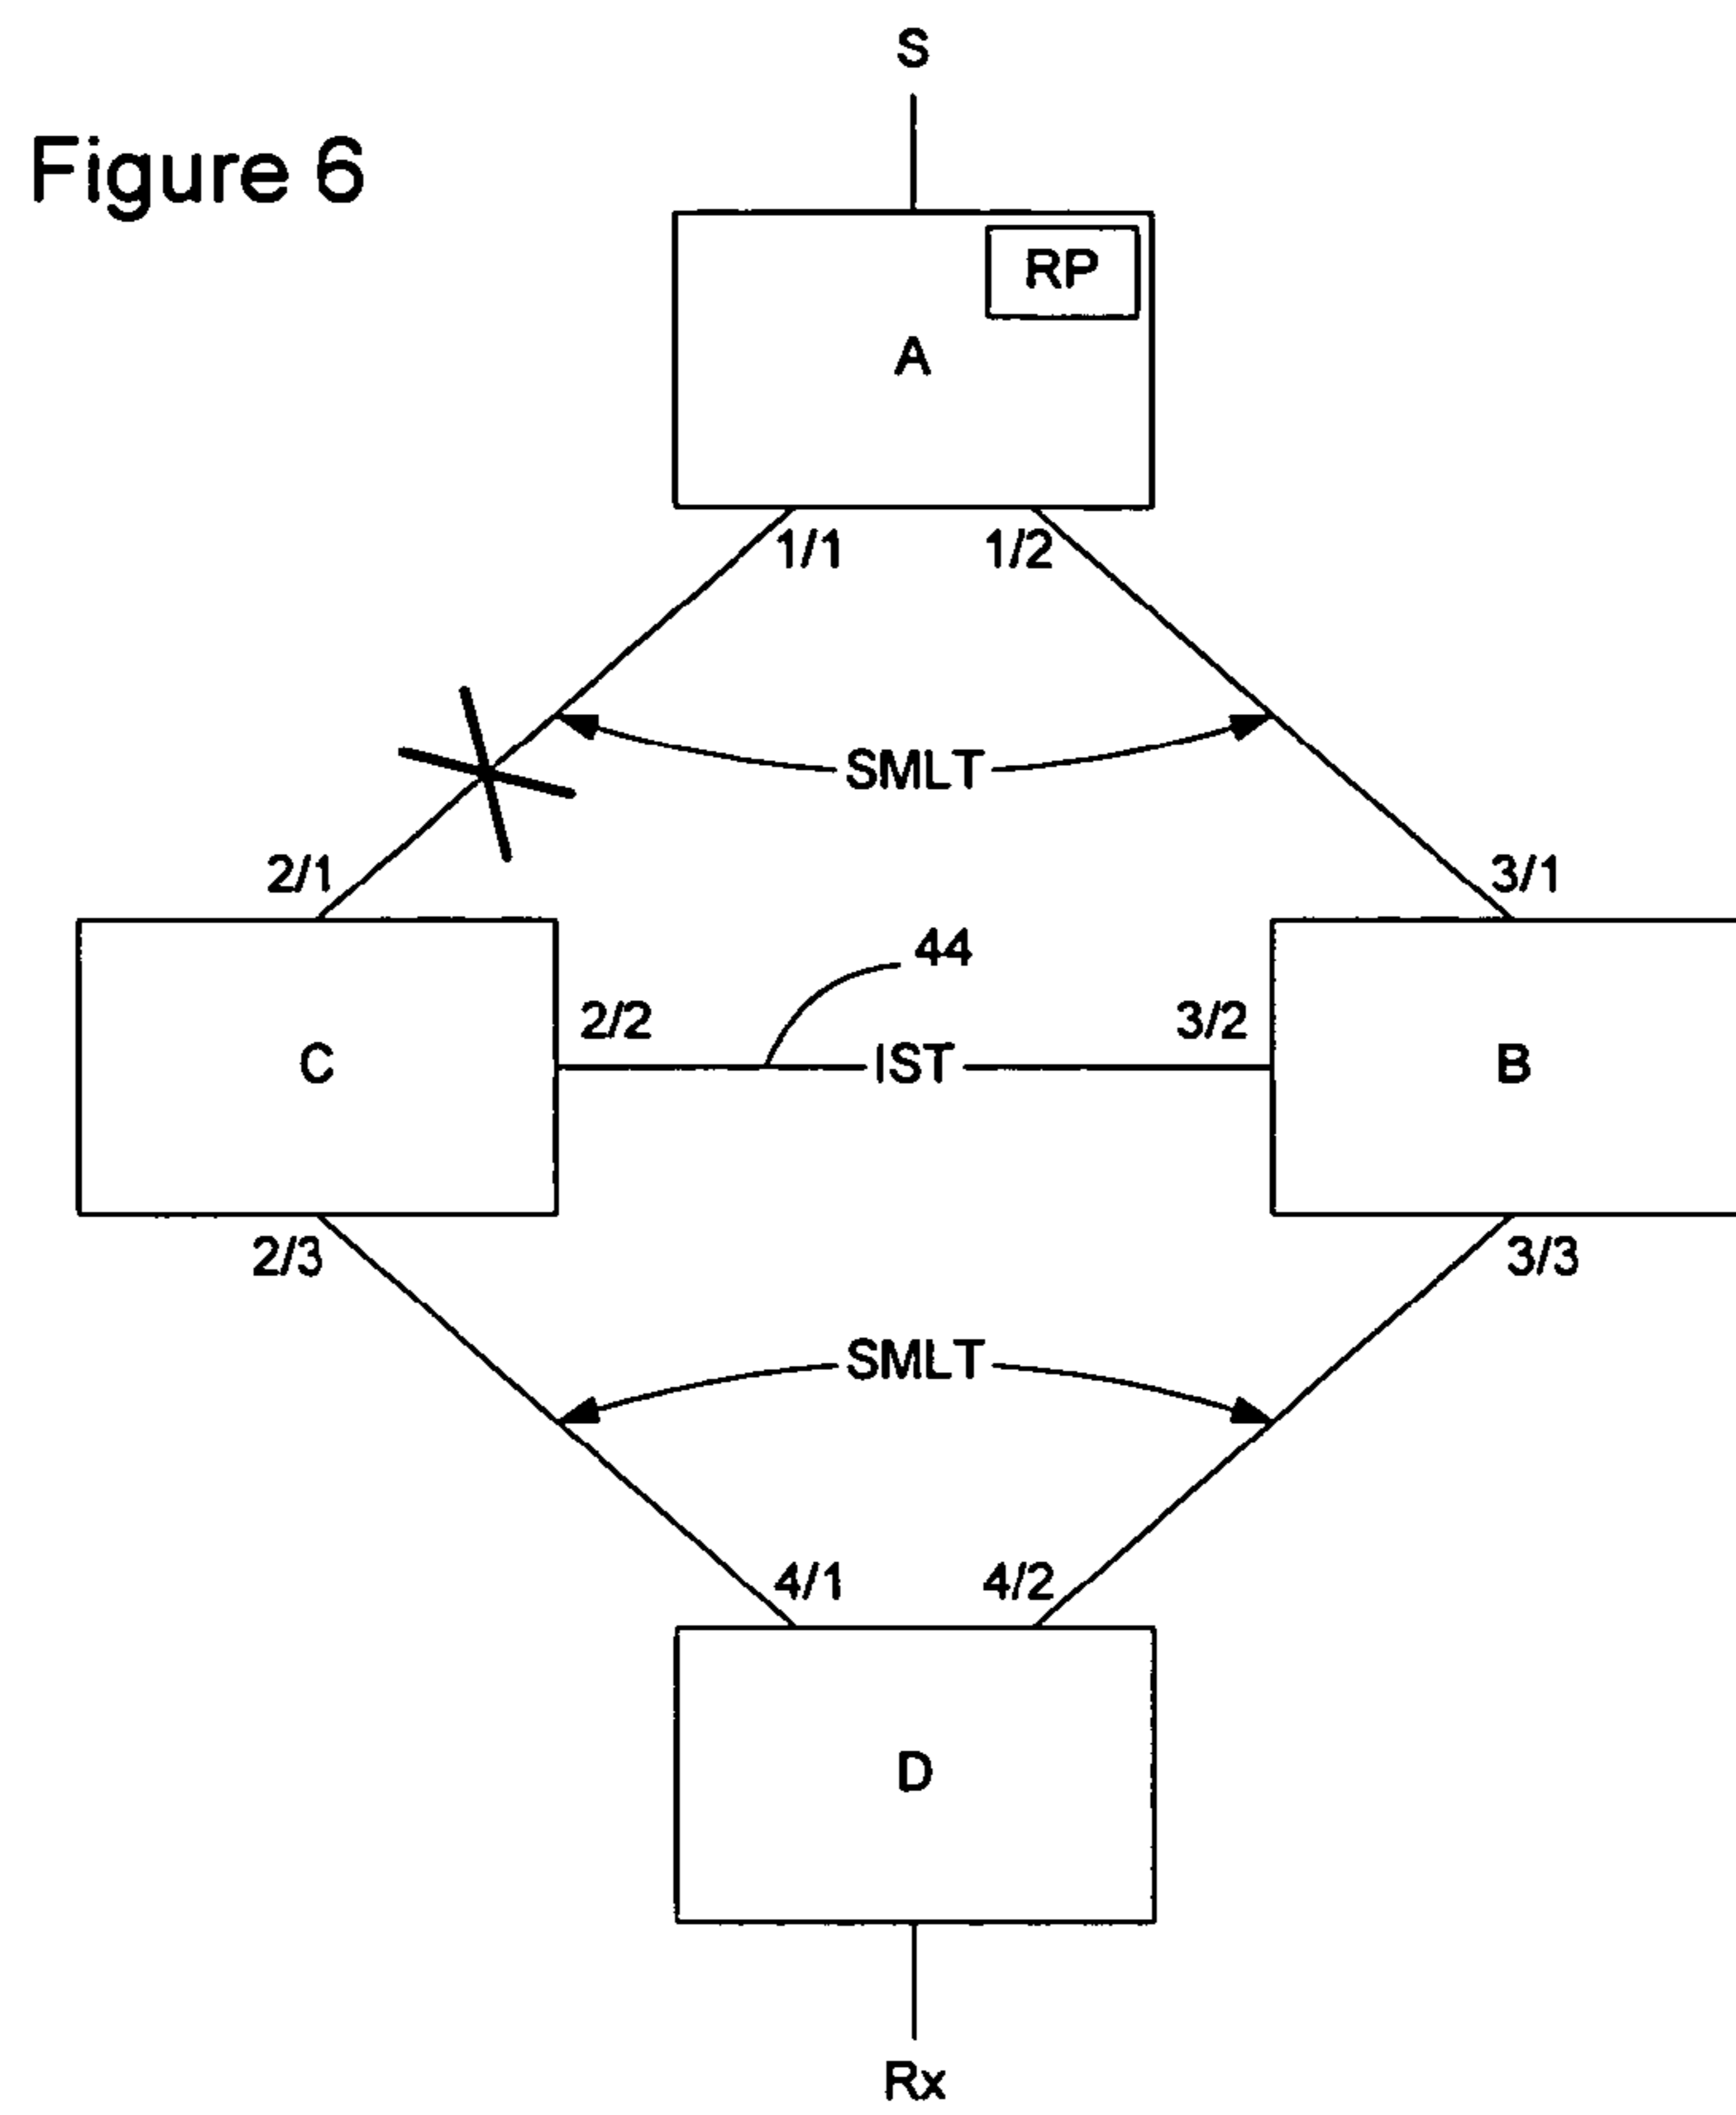 S
Figure 6
RP
A
1/1
1/2
SMLT
2/1
3/1
44
2/2
3/2
C
IST
B
2/3
3/3
SMLT
4/1
4/2
D
Rx